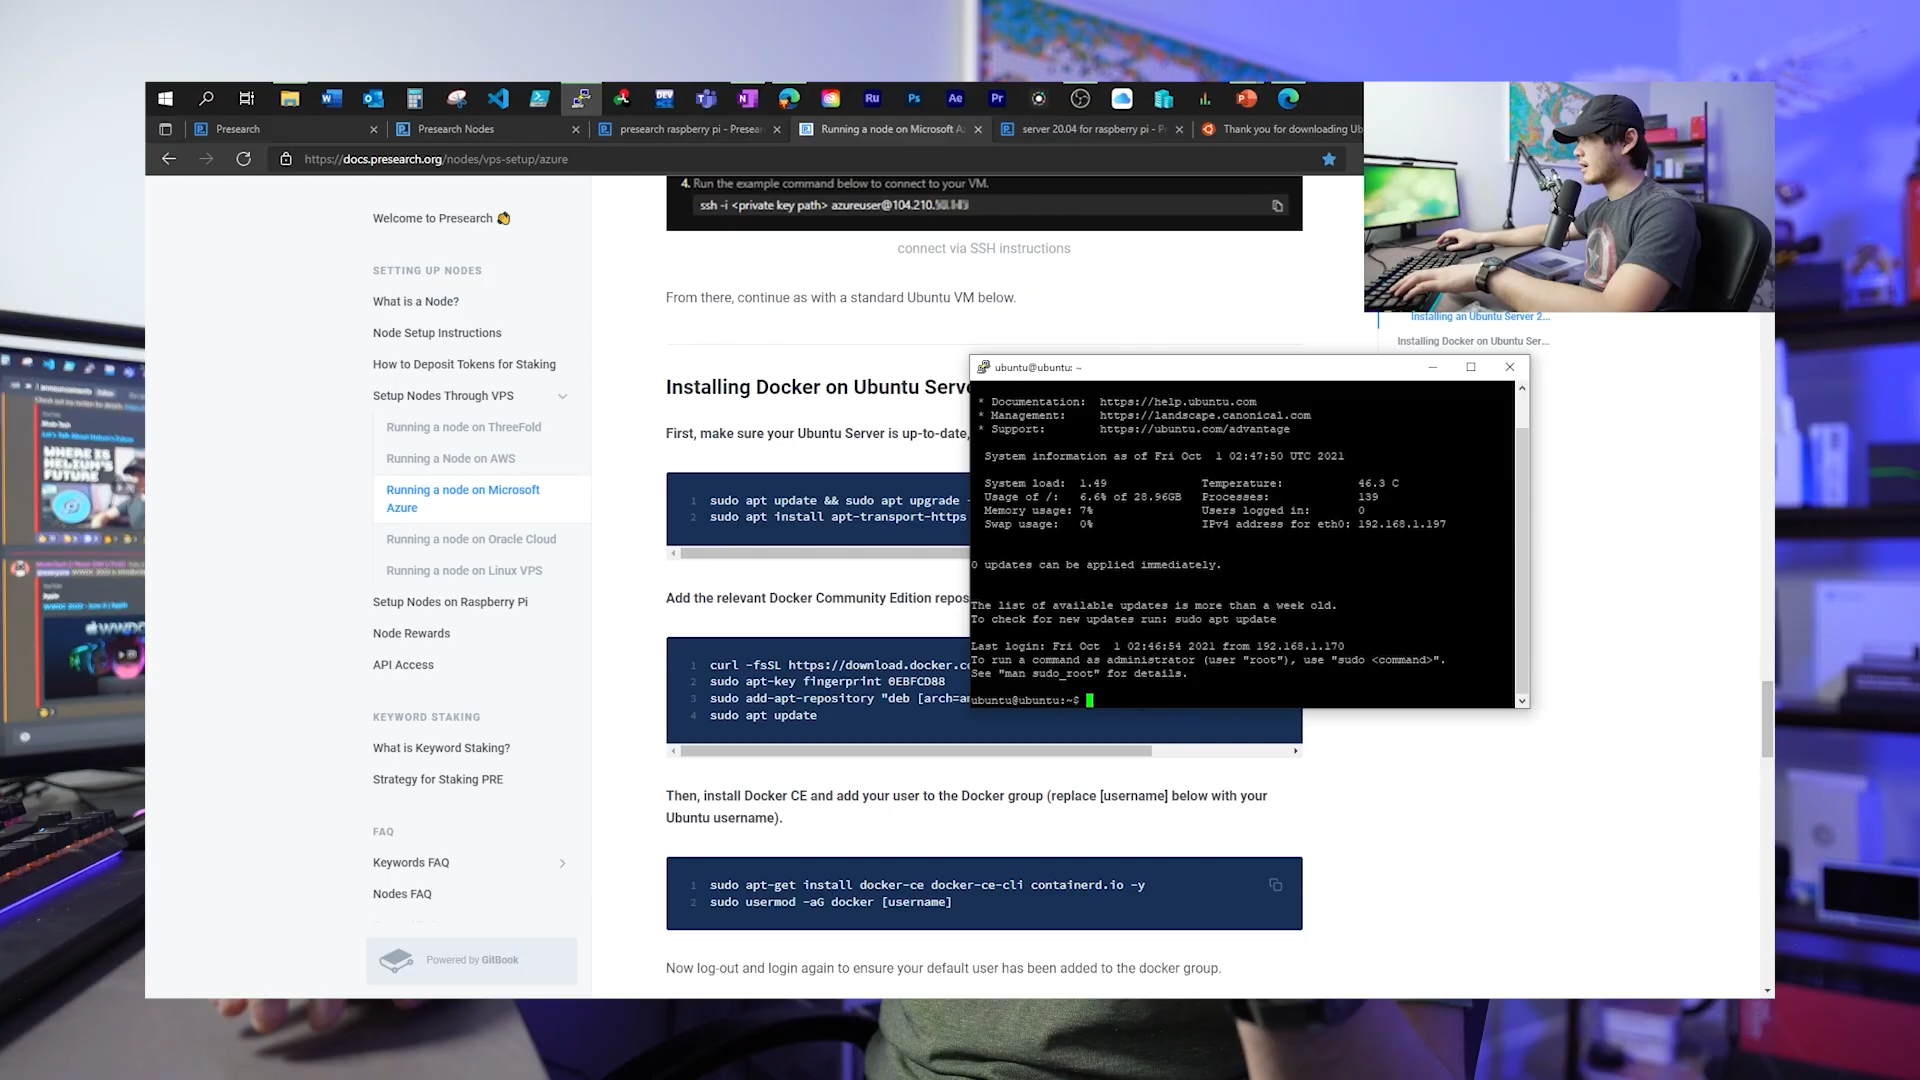 Presearch
Presearch Nodes
presearch raspberry pi - Presear
Running a node on Microsoft A
server 20.04 for raspberry pi - P
Thank you for downloading Ub
https://docs.presearch.org/nodes/vps-setup/azure
Welcome to Presearch
SETTING UP NODES
What is a Node?
Node Setup Instructions
How to Deposit Tokens for Staking
Setup Nodes Through VPS
Running a node on ThreeFold
Running a Node on AWS
Running a node on Microsoft
Azure
Running a node on Oracle Cloud
Running a node on Linux VPS
Setup Nodes on Raspberry Pi
Node Rewards
API Access
KEYWORD STAKING
What is Keyword Staking?
Strategy for Staking PRE
FAQ
Keywords FAQ
Nodes FAQ
Powered by GitBook
4. Run the example command below to connect to your VM.
ssh -i <private key path> azureuser@104.210.
connect via SSH instructions
From there, continue as with a standard Ubuntu VM below.
Installing Docker on Ubuntu Serve
First, make sure your Ubuntu Server is up-to-date,
1 sudo apt update && sudo apt upgrade -
2 sudo apt install apt-transport-https
Add the relevant Docker Community Edition repos
1 curl -fsSL https://download.docker.co
2 sudo apt-key fingerprint 0EBFCD88
3 sudo add-apt-repository "deb [arch=am
4 sudo apt update
Then, install Docker CE and add your user to the Docker group (replace [username] below with your
Ubuntu username).
1 sudo apt-get install docker-ce docker-ce-cli containerd.io -y
2 sudo usermod -aG docker [username]
Now log-out and login again to ensure your default user has been added to the docker group.
Installing an Ubuntu Server 2...
Installing Docker on Ubuntu Ser...
ubuntu@ubuntu: ~
* Documentation: https://help.ubuntu.com
* Management: https://landscape.canonical.com
* Support: https://ubuntu.com/advantage
System information as of Fri Oct 1 02:47:50 UTC 2021
System load: 1.49 Temperature: 46.3 C
Usage of /: 6.6% of 28.96GB Processes: 139
Memory usage: 7% Users logged in: 0
Swap usage: 0% IPv4 address for eth0: 192.168.1.197
0 updates can be applied immediately.
The list of available updates is more than a week old.
To check for new updates run: sudo apt update
Last login: Fri Oct 1 02:46:54 2021 from 192.168.1.170
To run a command as administrator (user "root"), use "sudo <command>".
See "man sudo_root" for details.
ubuntu@ubuntu:~$
WHERE IS
HELIUM'S
FUTURE
WWDC
DEV
Ru
Ps
Ae
Pr